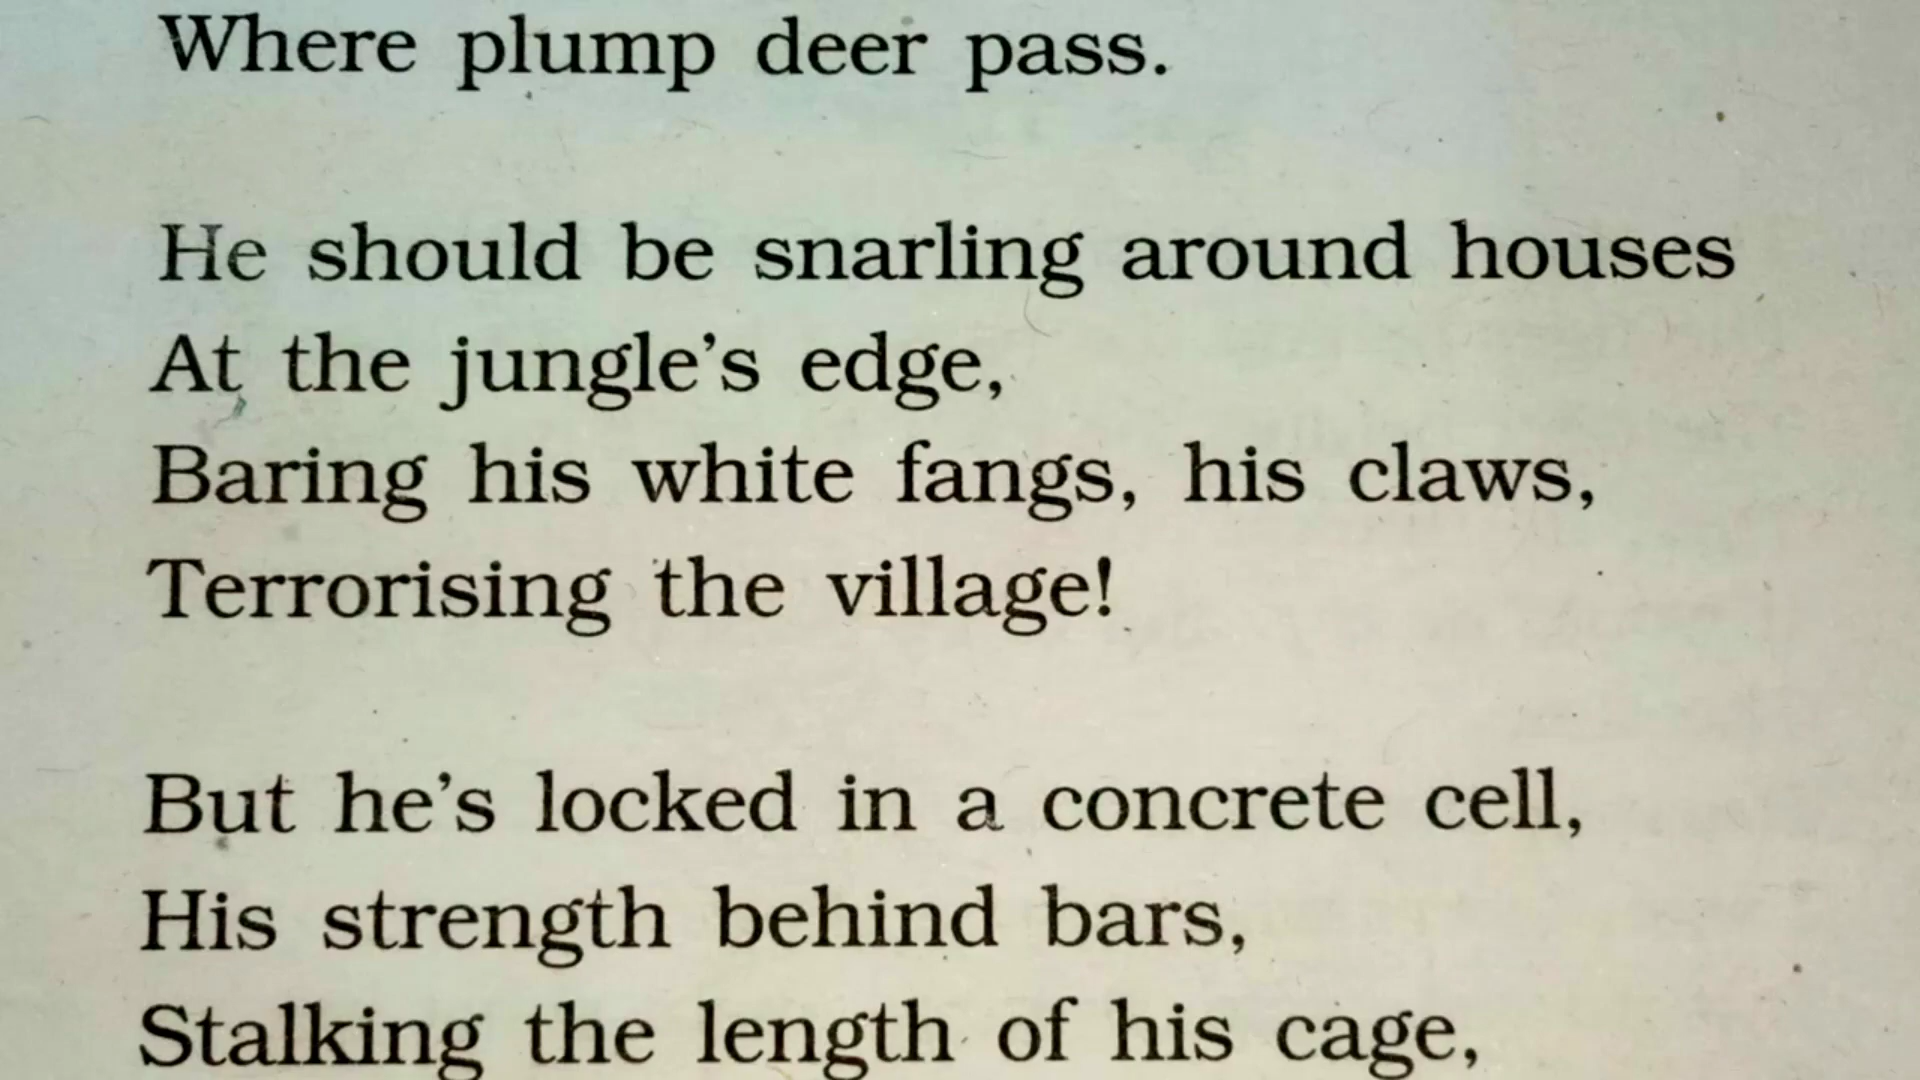 Where plump deer pass.
He should be snarling around houses
At the jungle’s edge,
Baring his white fangs, his claws,
Terrorising the village!
But he’s locked in a concrete cell,
His strength behind bars,
Stalking the length of his cage,